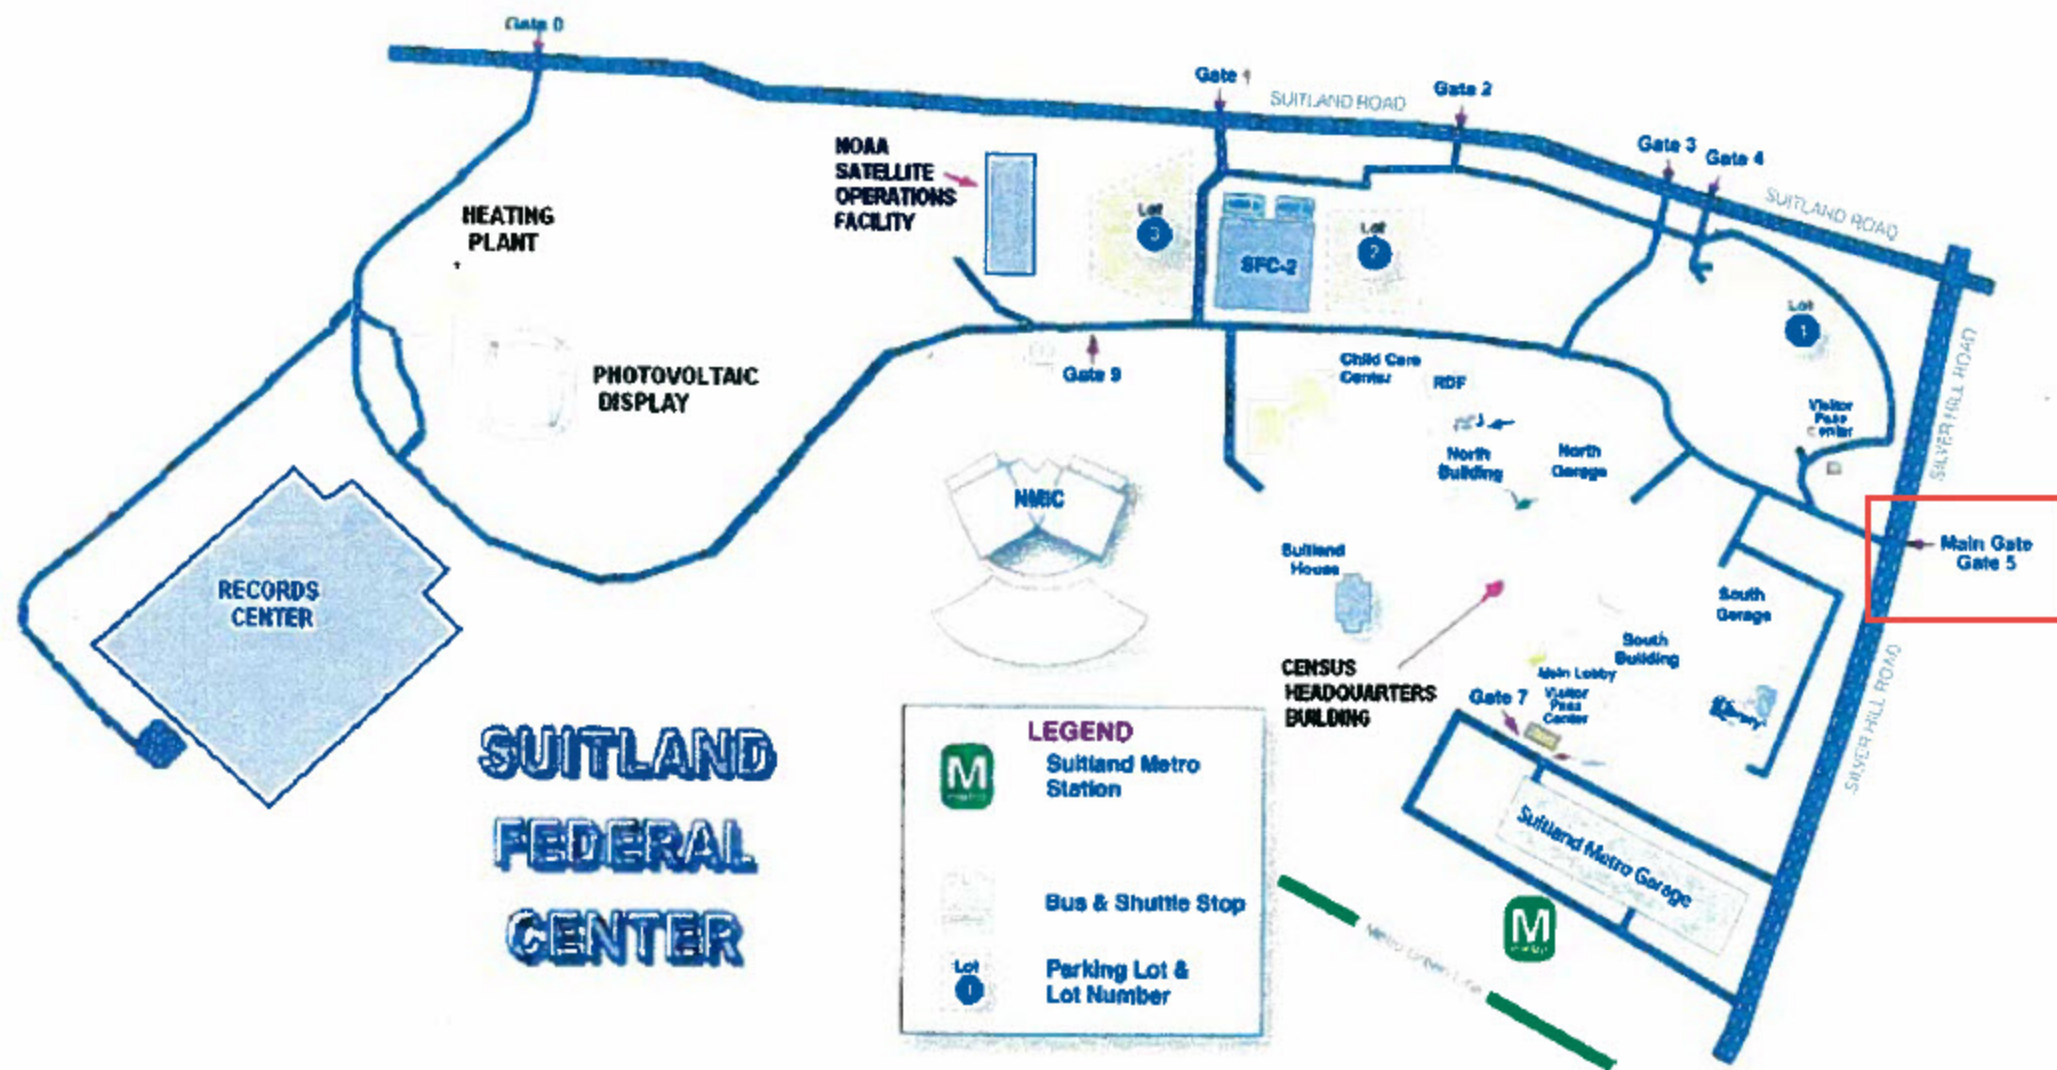 Gate 0
Gate 1
SUITLAND ROAD
Gate 2
Gate 3
Gate 4
SUITLAND ROAD
NOAA
SATELLITE
OPERATIONS
FACILITY
HEATING
PLANT
Lot
3
SFC-2
Lot
2
Lot
1
SILVER HILL ROAD
PHOTOVOLTAIC
DISPLAY
Gate 9
Child Care
Center
RDF
Visitor
Pass
Center
North
Building
North
Garage
NMIC
Main Gate
Gate 5
Suitland
House
RECORDS
CENTER
South
Garage
South
Building
CENSUS
HEADQUARTERS
BUILDING
Main Lobby
Visitor
Pass
Center
Gate 7
SILVER HILL ROAD
SUITLAND
FEDERAL
CENTER
LEGEND
M
Suitland Metro
Station
Bus & Shuttle Stop
Lot
1
Parking Lot &
Lot Number
Suitland Metro Garage
M
Metro Green Line